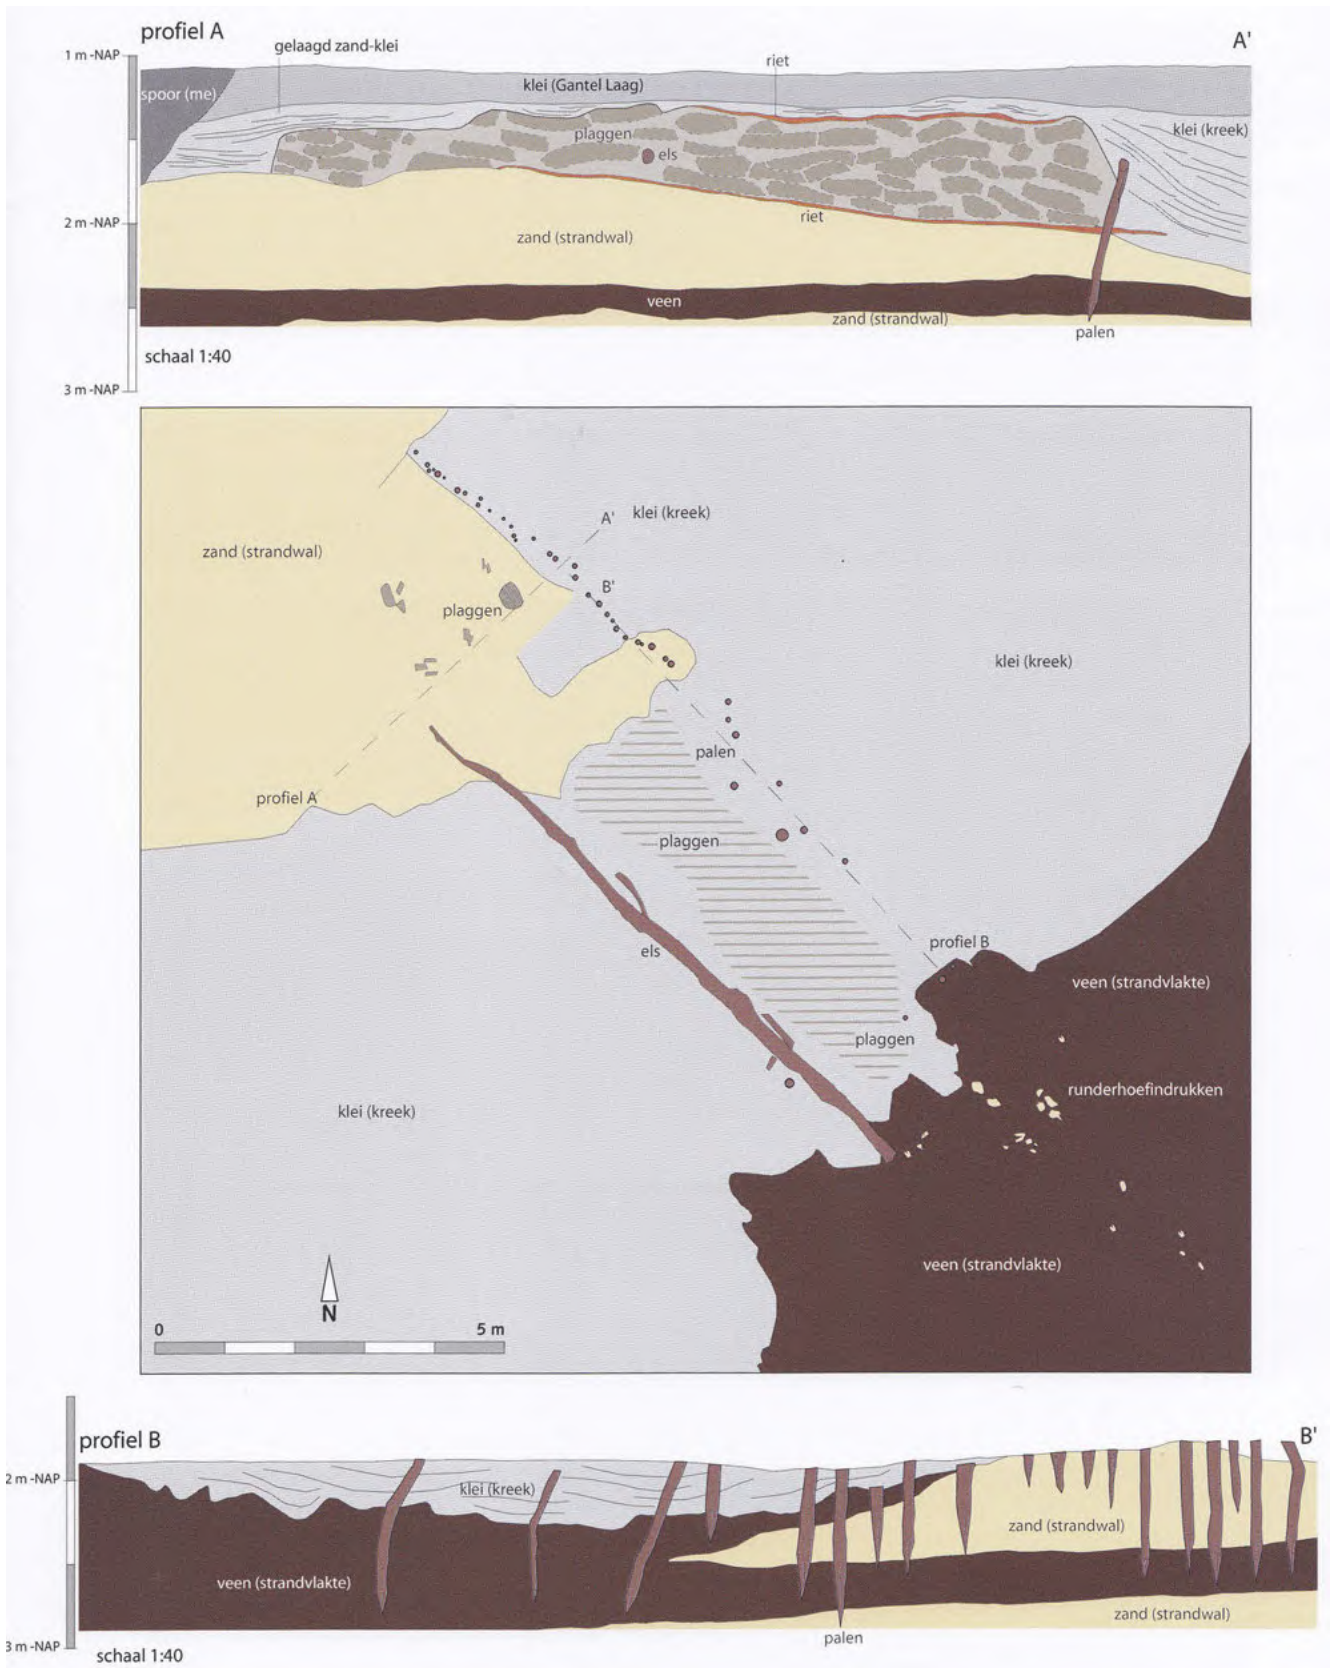 profiel A
A'
1 m -NAP
gelaagd zand-klei
riet
klei (Gantel Laag)
spoor (me)
klei (kreek)
plaggen
els
2 m -NAP
riet
zand (strandwal)
veen
zand (strandwal)
palen
schaal 1:40
3 m -NAP
A'
klei (kreek)
zand (strandwal)
B'
plaggen
klei (kreek)
palen
profiel A
plaggen
profiel B
els
veen (strandvlakte)
plaggen
runderhoefindrukken
klei (kreek)
veen (strandvlakte)
N
0
5 m
profiel B
B'
2 m -NAP
klei (kreek)
zand (strandwal)
veen (strandvlakte)
zand (strandwal)
palen
3 m -NAP
schaal 1:40